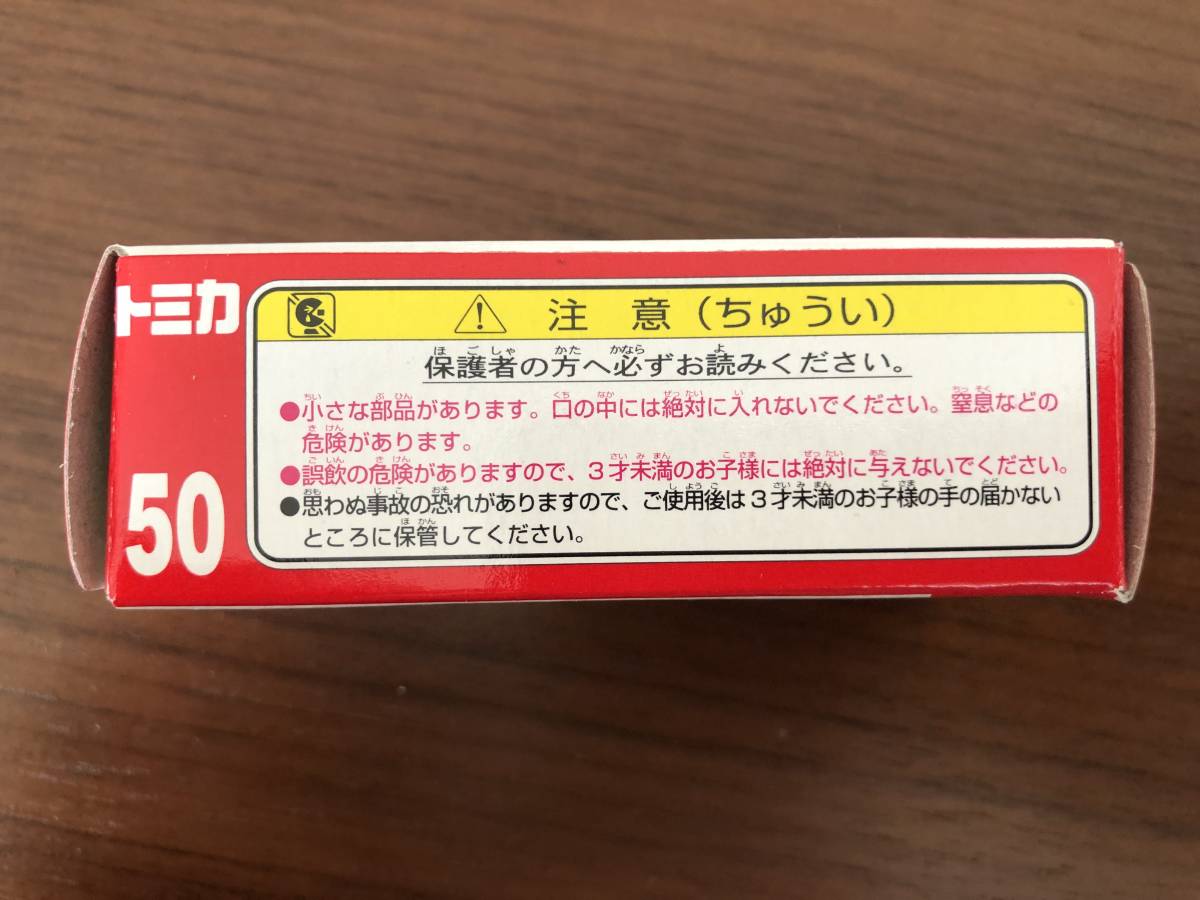 トミカ
50
注意(ちゅうい)
保護者の方へ必ずお読みください。
●小さな部品があります。口の中には絶対に入れないでください。窒息などの
危険があります。
●誤飲の危険がありますので、3才未満のお子様には絶対に与えないでください。
●思わぬ事故の恐れがありますので、ご使用後は3才未満のお子様の手の届かない
ところに保管してください。